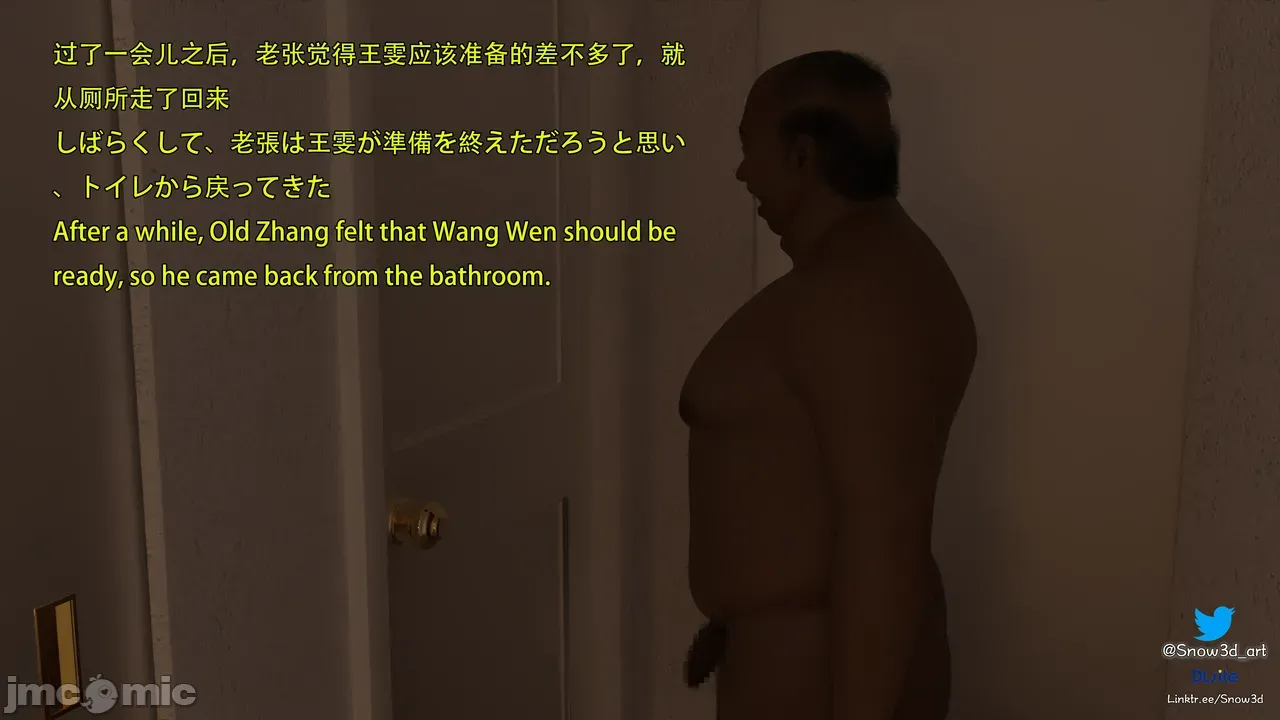 过了一会儿之后，老张觉得王雯应该准备的差不多了，就
从厕所走了回来
しばらくして、老張は王雯が準備を終えただろうと思い
、トイレから戻ってきた
After a while, Old Zhang felt that Wang Wen should be
ready, so he came back from the bathroom.
@Snow3d_art
DLsite
Linktr.ee/Snow3d
jmcomic